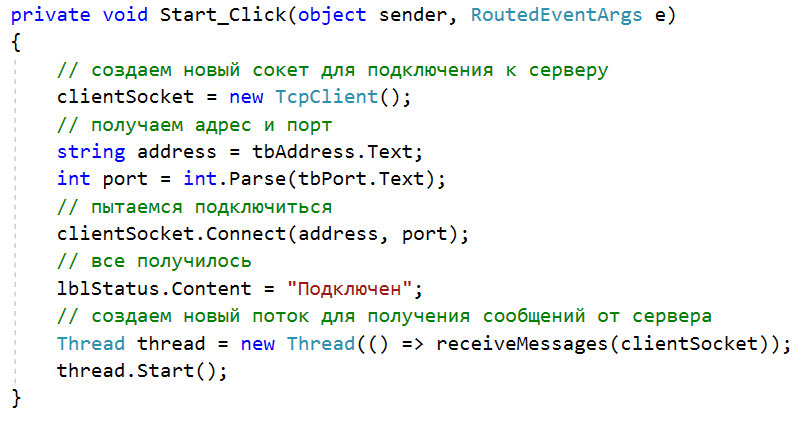 private void Start_Click(object sender, RoutedEventArgs e)
{
    // создаем новый сокет для подключения к серверу
    clientSocket = new TcpClient();
    // получаем адрес и порт
    string address = tbAddress.Text;
    int port = int.Parse(tbPort.Text);
    // пытаемся подключиться
    clientSocket.Connect(address, port);
    // все получилось
    lblStatus.Content = "Подключен";
    // создаем новый поток для получения сообщений от сервера
    Thread thread = new Thread(() => receiveMessages(clientSocket));
    thread.Start();
}